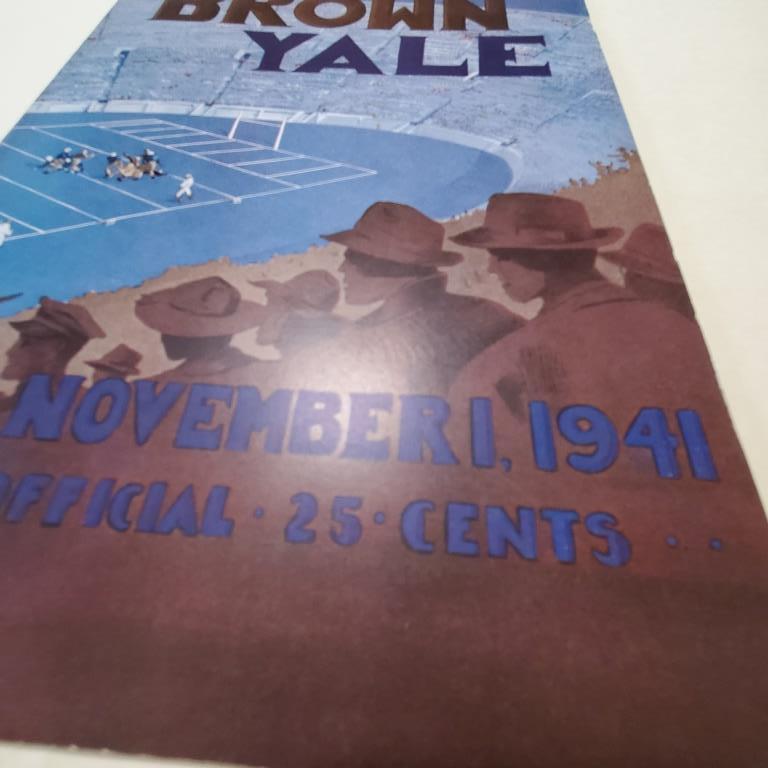 BROWN
YALE
NOVEMBER 1, 1941
OFFICIAL · 25 · CENTS · ·